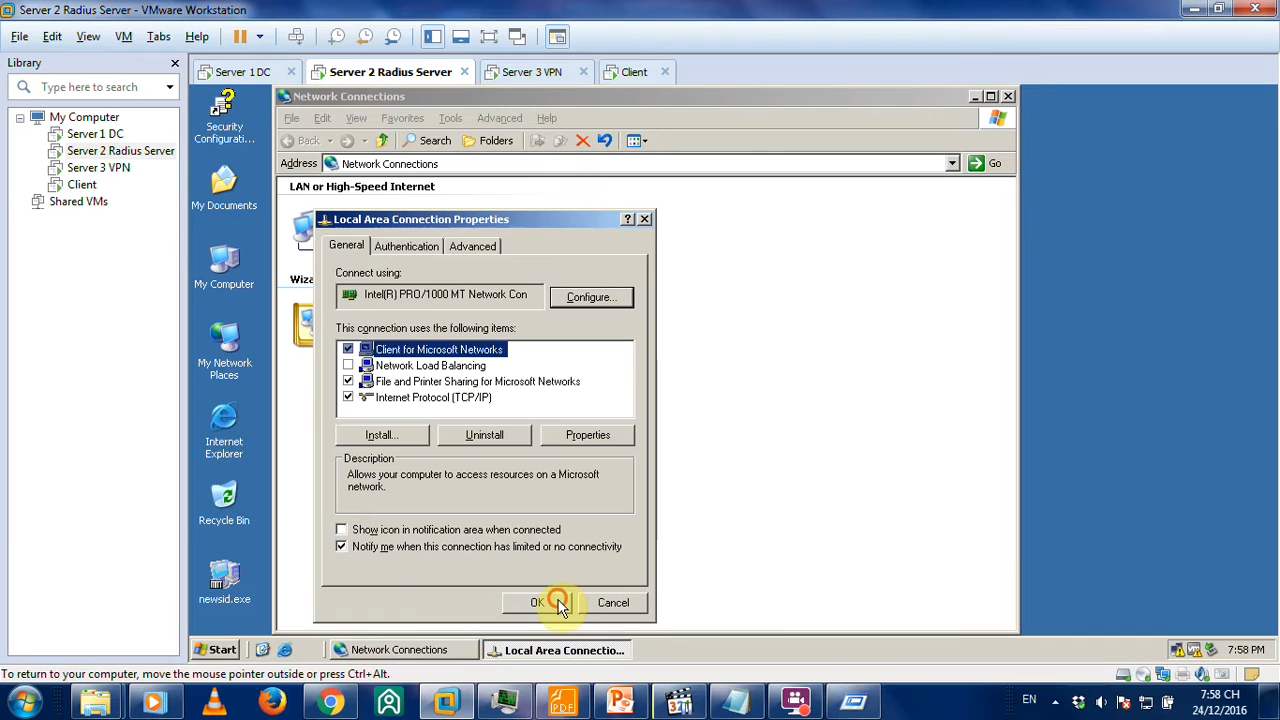 Server 2 Radius Server - VMware Workstation
File Edit View VM Tabs Help
Library
Type here to search
My Computer
Server 1 DC
Server 2 Radius Server
Server 3 VPN
Client
Shared VMs
Server 1 DC
Server 2 Radius Server
Server 3 VPN
Client
Security
Configurati...
My Documents
My Computer
My Network
Places
Internet
Explorer
Recycle Bin
newsid.exe
Network Connections
File Edit View Favorites Tools Advanced Help
Back Search Folders
Address Network Connections Go
LAN or High-Speed Internet
Wiza
Local Area Connection Properties
General Authentication Advanced
Connect using:
Intel(R) PRO/1000 MT Network Con Configure...
This connection uses the following items:
Client for Microsoft Networks
Network Load Balancing
File and Printer Sharing for Microsoft Networks
Internet Protocol (TCP/IP)
Install... Uninstall Properties
Description
Allows your computer to access resources on a Microsoft
network.
Show icon in notification area when connected
Notify me when this connection has limited or no connectivity
OK Cancel
Start Network Connections Local Area Connectio... 7:58 PM
To return to your computer, move the mouse pointer outside or press Ctrl+Alt.
PDF
EN
7:58 CH
24/12/2016